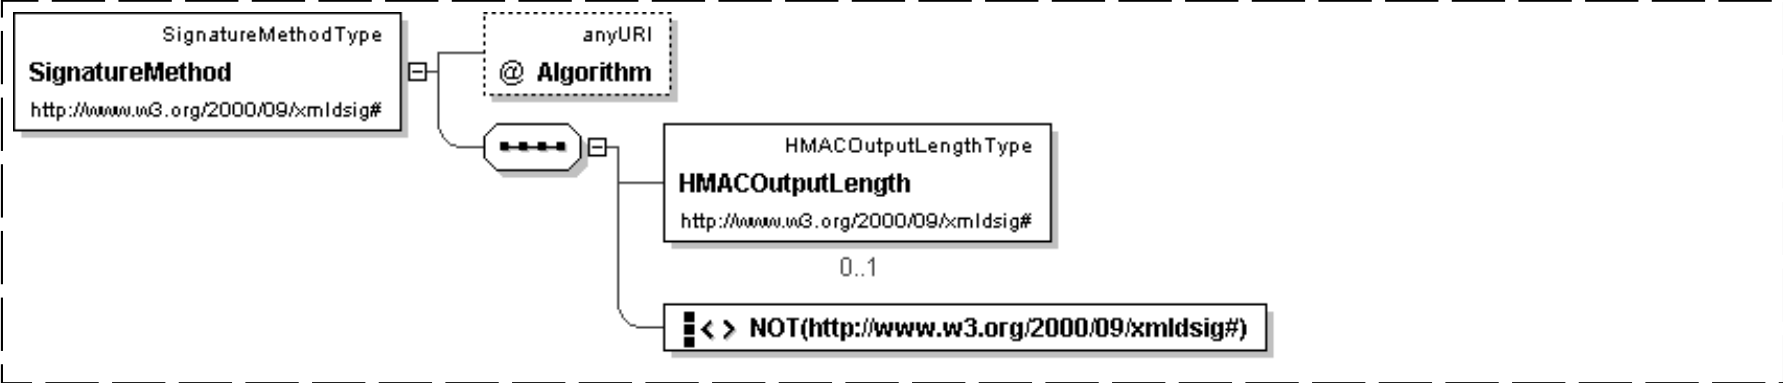 SignatureMethodType
SignatureMethod
http://www.w3.org/2000/09/xmldsig#
anyURI
@ Algorithm
HMACOutputLengthType
HMACOutputLength
http://www.w3.org/2000/09/xmldsig#
0..1
<> NOT(http://www.w3.org/2000/09/xmldsig#)